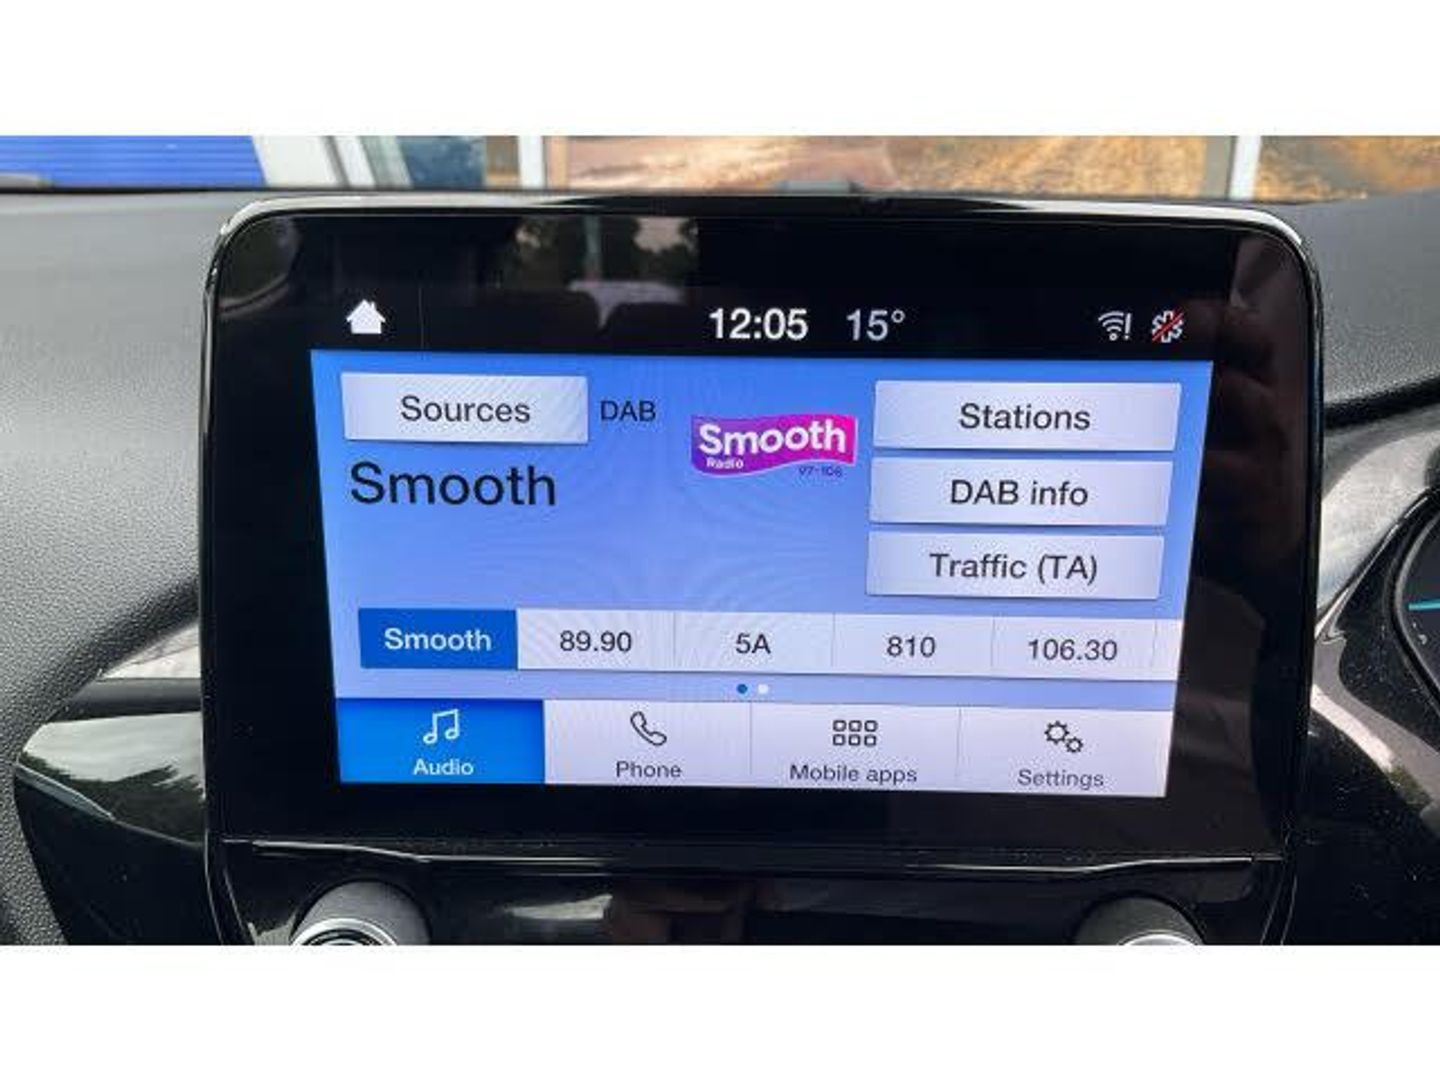 12:05 15°
Sources DAB
Smooth
Radio
97-108
Stations
Smooth
DAB info
Traffic (TA)
Smooth 89.90 5A 810 106.30
Audio Phone Mobile apps Settings